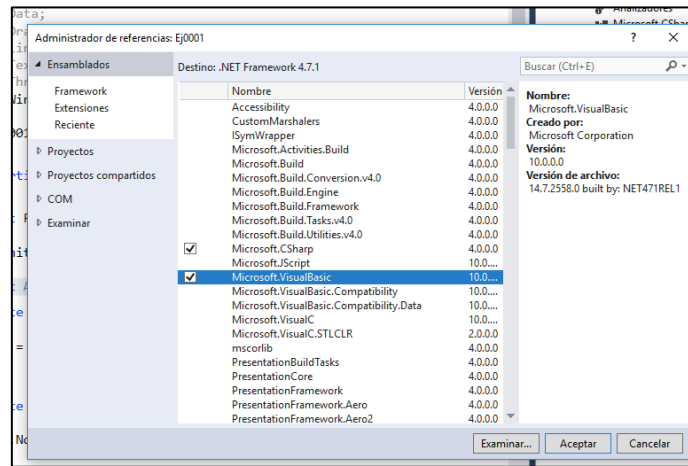 Data;
Analizadores
Administrador de referencias: Ej0001
? X
Ensamblados
Destino: .NET Framework 4.7.1
Buscar (Ctrl+E)
Framework
Extensiones
Reciente
Proyectos
Proyectos compartidos
COM
Examinar
Nombre Versión
Accessibility 4.0.0.0
CustomMarshalers 4.0.0.0
ISymWrapper 4.0.0.0
Microsoft.Activities.Build 4.0.0.0
Microsoft.Build 4.0.0.0
Microsoft.Build.Conversion.v4.0 4.0.0.0
Microsoft.Build.Engine 4.0.0.0
Microsoft.Build.Framework 4.0.0.0
Microsoft.Build.Tasks.v4.0 4.0.0.0
Microsoft.Build.Utilities.v4.0 4.0.0.0
Microsoft.CSharp 4.0.0.0
Microsoft.JScript 10.0....
Microsoft.VisualBasic 10.0....
Microsoft.VisualBasic.Compatibility 10.0....
Microsoft.VisualBasic.Compatibility.Data 10.0....
Microsoft.VisualC 10.0....
Microsoft.VisualC.STLCLR 2.0.0.0
mscorlib 4.0.0.0
PresentationBuildTasks 4.0.0.0
PresentationCore 4.0.0.0
PresentationFramework 4.0.0.0
PresentationFramework.Aero 4.0.0.0
PresentationFramework.Aero2 4.0.0.0
Nombre:
Microsoft.VisualBasic
Creado por:
Microsoft Corporation
Versión:
10.0.0.0
Versión de archivo:
14.7.2558.0 built by: NET471REL1
Examinar...
Aceptar
Cancelar